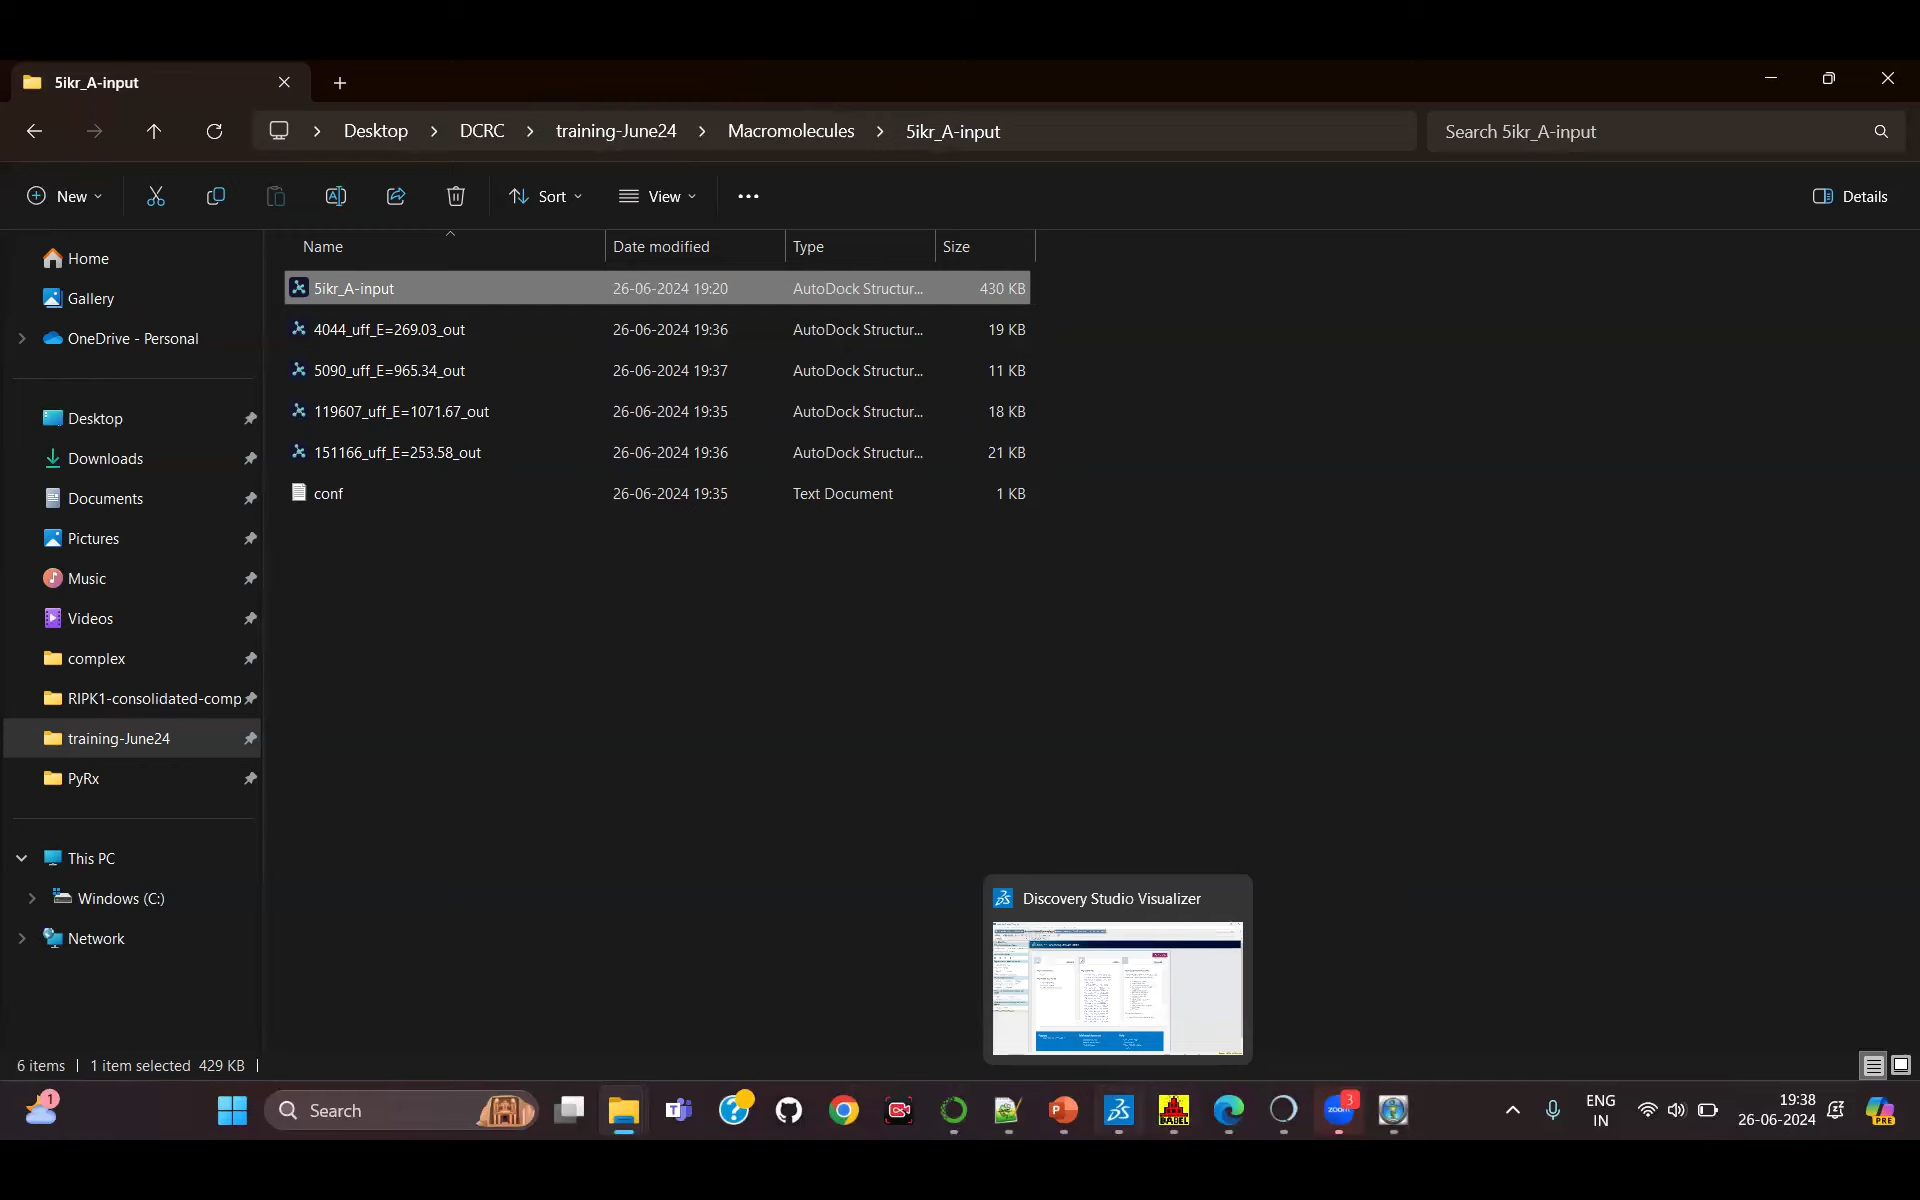 5ikr_A-input
Desktop
DCRC
training-June24
Macromolecules
5ikr_A-input
Search 5ikr_A-input
New
Sort
View
Details
Name
Date modified
Type
Size
5ikr_A-input 26-06-2024 19:20 AutoDock Structur... 430 KB
4044_uff_E=269.03_out 26-06-2024 19:36 AutoDock Structur... 19 KB
5090_uff_E=965.34_out 26-06-2024 19:37 AutoDock Structur... 11 KB
119607_uff_E=1071.67_out 26-06-2024 19:35 AutoDock Structur... 18 KB
151166_uff_E=253.58_out 26-06-2024 19:36 AutoDock Structur... 21 KB
conf 26-06-2024 19:35 Text Document 1 KB
Home
Gallery
OneDrive - Personal
Desktop
Downloads
Documents
Pictures
Music
Videos
complex
RIPK1-consolidated-comp
training-June24
PyRx
This PC
Windows (C:)
Network
Discovery Studio Visualizer
6 items
1 item selected 429 KB
1
Search
BABEL
zoom
3
ENG
IN
19:38
26-06-2024
PRE